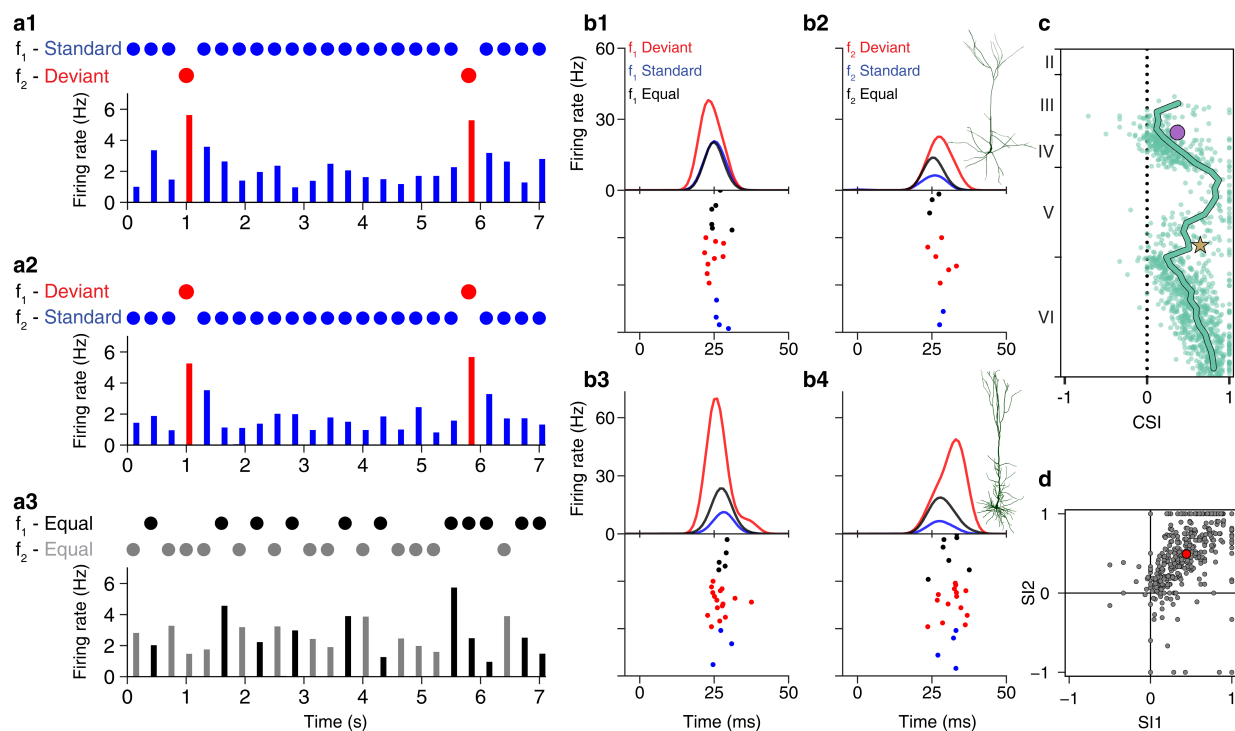 a1
f1 - Standard
f2 - Deviant
Firing rate (Hz)
6
4
2
0
0 1 2 3 4 5 6 7
a2
f1 - Deviant
f2 - Standard
Firing rate (Hz)
6
4
2
0
0 1 2 3 4 5 6 7
a3
f1 - Equal
f2 - Equal
Firing rate (Hz)
6
4
2
0
0 1 2 3 4 5 6 7
Time (s)
b1
f1 Deviant
f1 Standard
f1 Equal
Firing rate (Hz)
60
30
0
0 25 50
b2
f2 Deviant
f2 Standard
f2 Equal
0 25 50
b3
Firing rate (Hz)
60
30
0
0 25 50
Time (ms)
b4
0 25 50
Time (ms)
c
II
III
IV
V
VI
-1 0 1
CSI
d
SI2
1
0
−1
−1 0 1
SI1